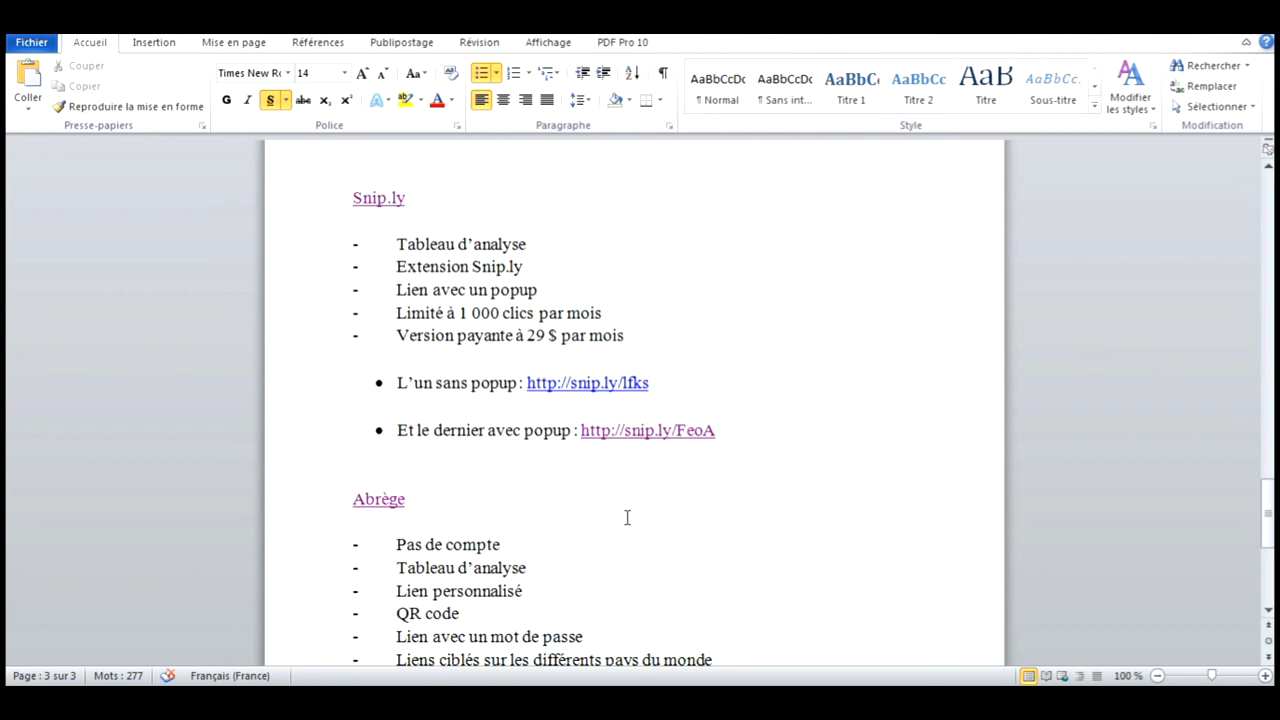 Fichier Accueil Insertion Mise en page Références Publipostage Révision Affichage PDF Pro 10
Coller
Couper
Copier
Reproduire la mise en forme
Presse-papiers
Times New Ro 14
G I S abc x₂ x²
Police
Paragraphe
AaBbCcDc AaBbCcDc AaBbC AaBbCc AaB AaBbCc.
¶ Normal ¶ Sans int... Titre 1 Titre 2 Titre Sous-titre
Modifier les styles
Style
Rechercher
Remplacer
Sélectionner
Modification
Snip.ly
- Tableau d’analyse
- Extension Snip.ly
- Lien avec un popup
- Limité à 1 000 clics par mois
- Version payante à 29 $ par mois
• L’un sans popup : http://snip.ly/lfks
• Et le dernier avec popup : http://snip.ly/FeoA
Abrège
- Pas de compte
- Tableau d’analyse
- Lien personnalisé
- QR code
- Lien avec un mot de passe
- Liens ciblés sur les différents pays du monde
Page : 3 sur 3 Mots : 277 Français (France) 100 %